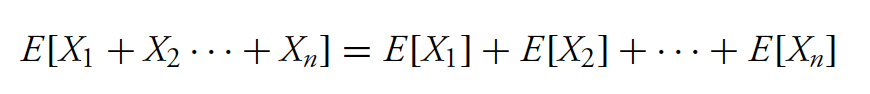 E[X₁ + X₂ ⋯ + Xₙ] = E[X₁] + E[X₂] + ⋯ + E[Xₙ]